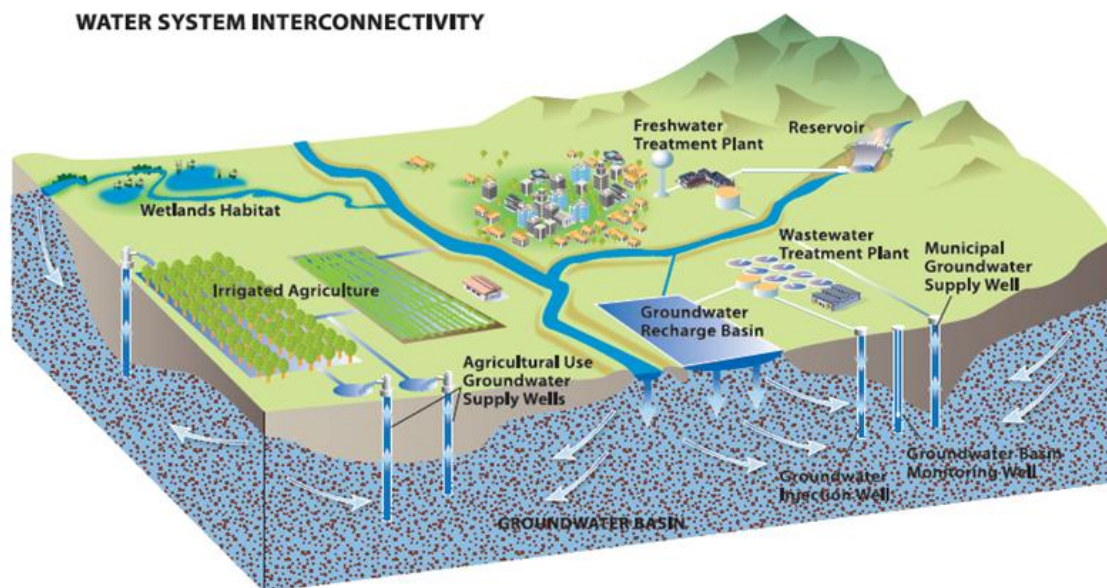 WATER SYSTEM INTERCONNECTIVITY
Freshwater
Treatment Plant
Reservoir
Wetlands Habitat
Wastewater
Treatment Plant
Municipal
Groundwater
Supply Well
Irrigated Agriculture
Groundwater
Recharge Basin
Agricultural Use
Groundwater
Supply Wells
Groundwater Basin
Monitoring Well
Groundwater
Injection Well
GROUNDWATER BASIN